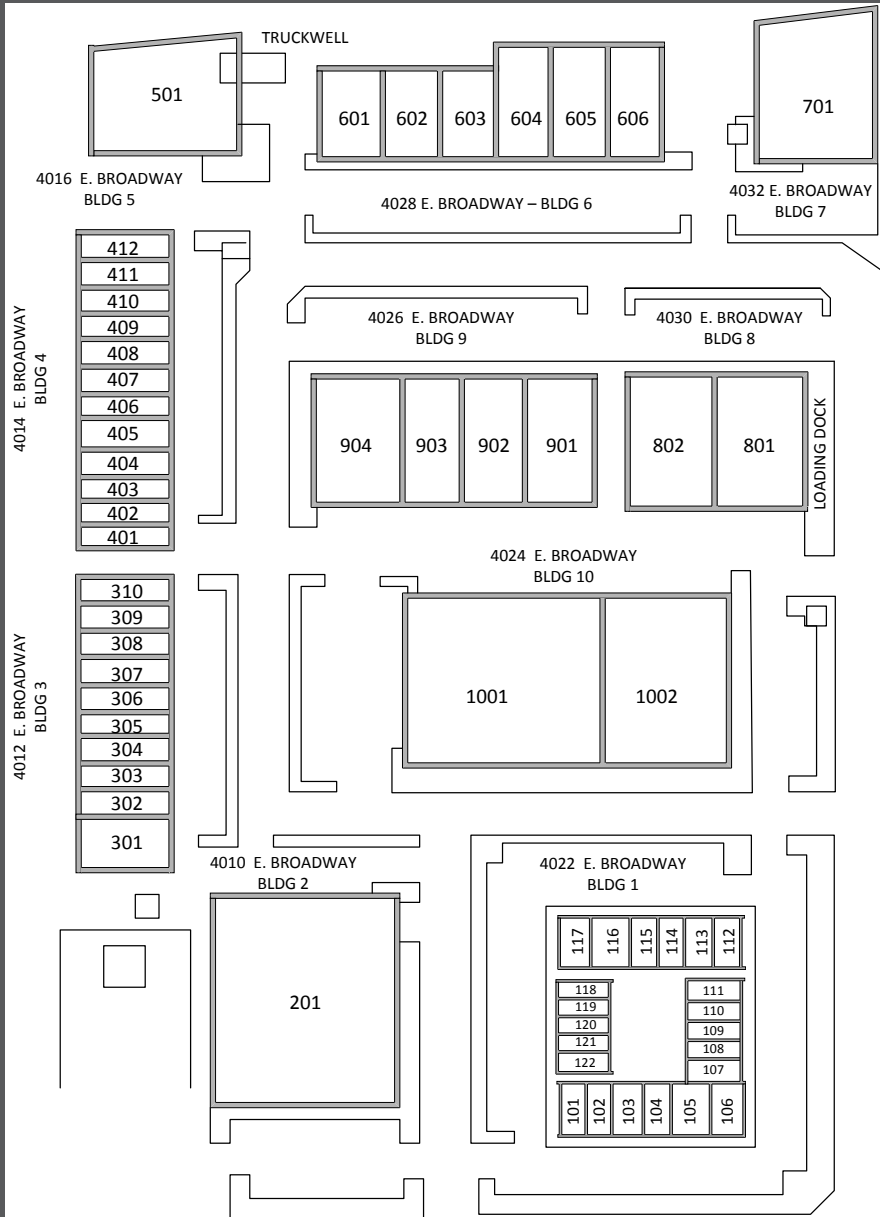 TRUCKWELL
501
601
602
603
604
605
606
701
4016 E. BROADWAY
BLDG 5
4028 E. BROADWAY – BLDG 6
4032 E. BROADWAY
BLDG 7
412
411
410
409
408
407
406
405
404
403
402
401
4014 E. BROADWAY
BLDG 4
4026 E. BROADWAY
BLDG 9
4030 E. BROADWAY
BLDG 8
904
903
902
901
802
801
LOADING DOCK
4024 E. BROADWAY
BLDG 10
310
309
308
307
306
305
304
303
302
301
4012 E. BROADWAY
BLDG 3
1001
1002
4010 E. BROADWAY
BLDG 2
201
4022 E. BROADWAY
BLDG 1
117
116
115
114
113
112
118
119
120
121
122
111
110
109
108
107
101
102
103
104
105
106